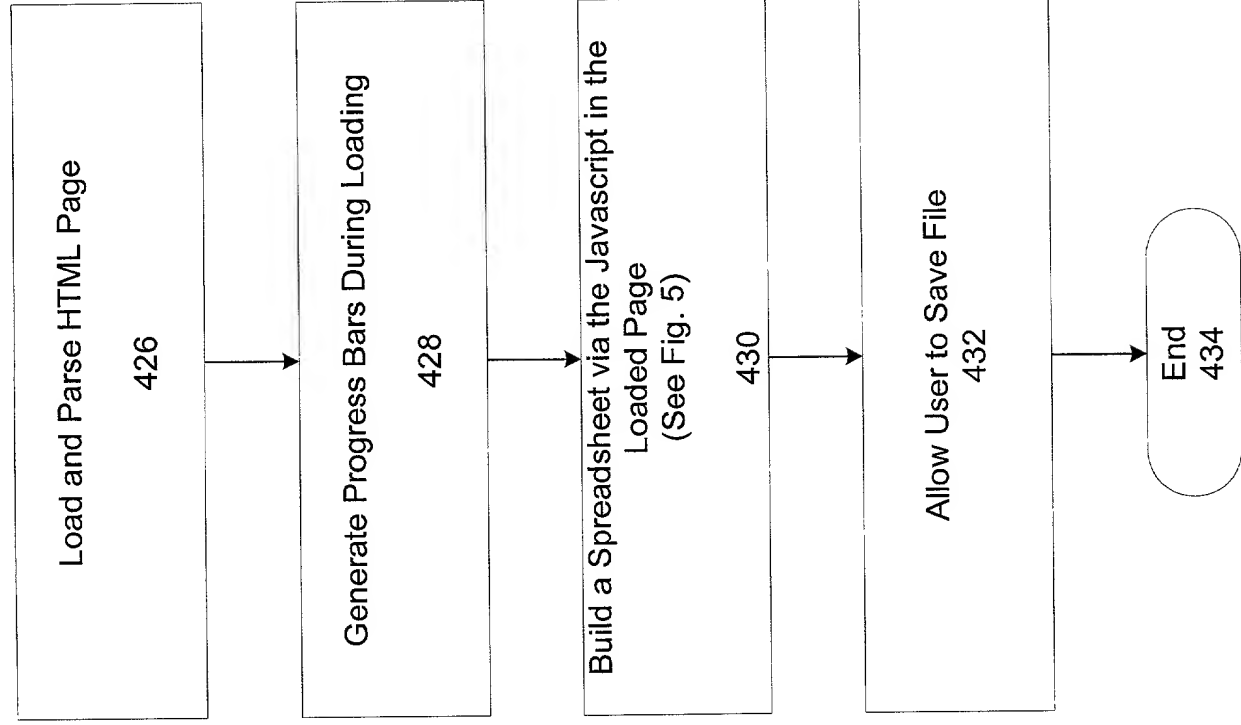 Load and Parse HTML Page
426
Generate Progress Bars During Loading
428
Build a Spreadsheet via the Javascript in the
Loaded Page
(See Fig. 5)
430
Allow User to Save File
432
End
434